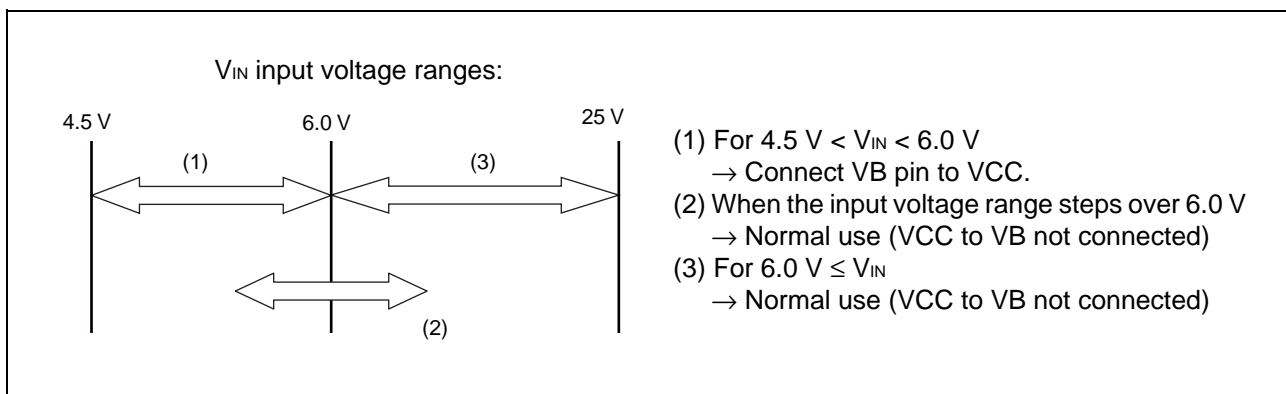 VIN input voltage ranges:
4.5 V 6.0 V 25 V
(1) (3)
(2)
(1) For 4.5 V < VIN < 6.0 V
→ Connect VB pin to VCC.
(2) When the input voltage range steps over 6.0 V
→ Normal use (VCC to VB not connected)
(3) For 6.0 V ≤ VIN
→ Normal use (VCC to VB not connected)